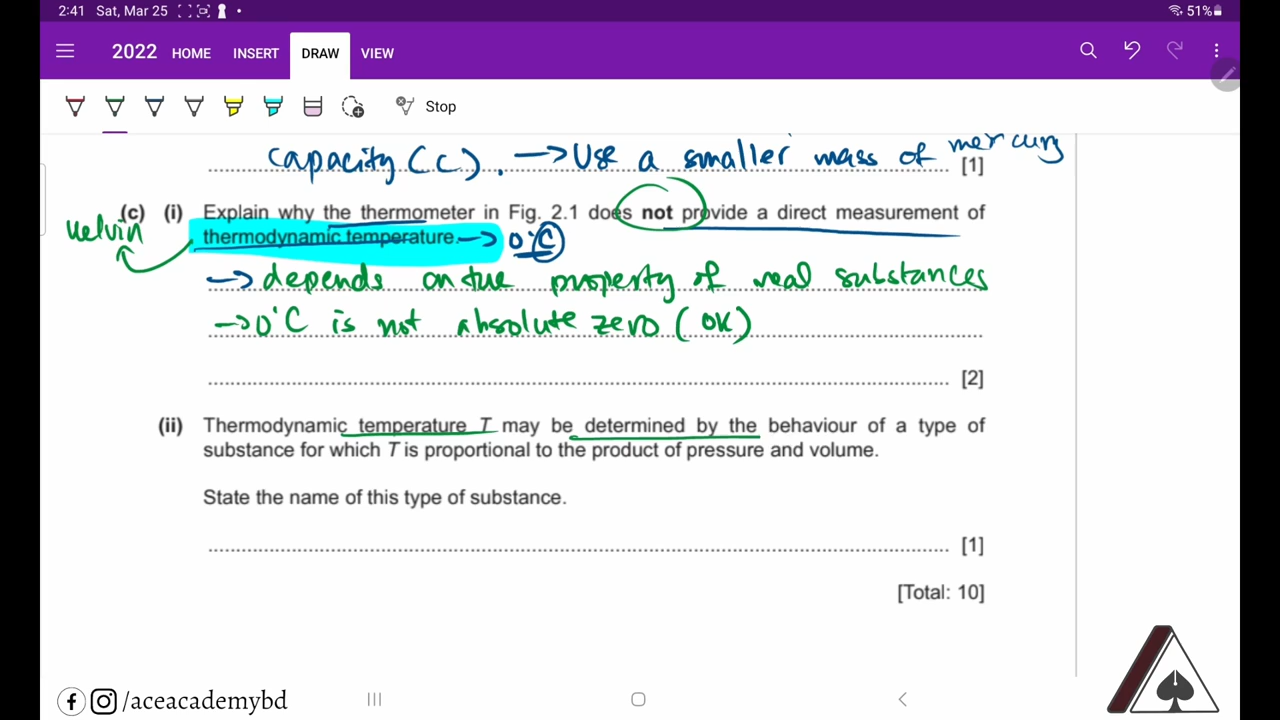 2:41 Sat, Mar 25 51%
2022 HOME INSERT DRAW VIEW
Stop
capacity (c). → Use a smaller mass of mercury
[1]
(c) (i) Explain why the thermometer in Fig. 2.1 does not provide a direct measurement of
kelvin
thermodynamic temperature. → 0°C
→ depends on the property of real substances
→ 0°C is not absolute zero (OK)
[2]
(ii) Thermodynamic temperature T may be determined by the behaviour of a type of
substance for which T is proportional to the product of pressure and volume.
State the name of this type of substance.
[1]
[Total: 10]
/aceacademybd